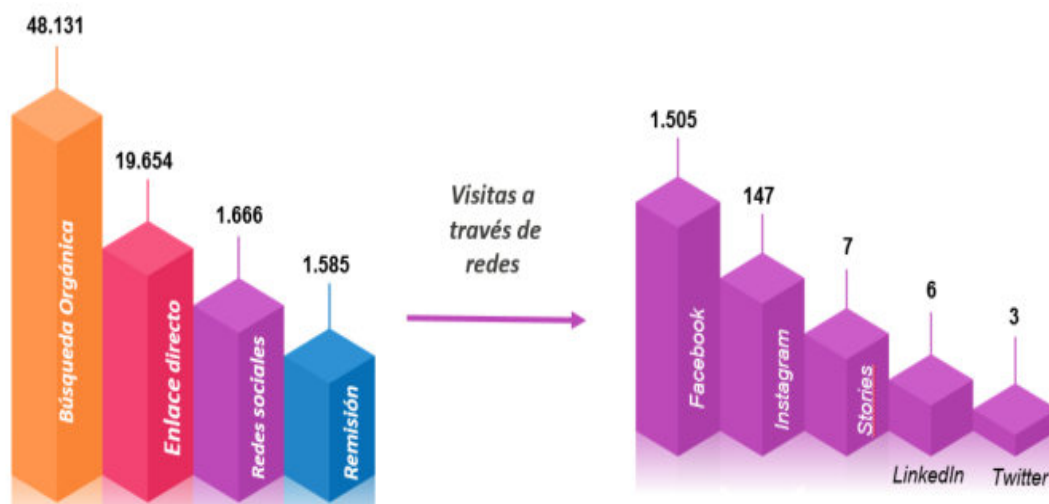 48.131
Búsqueda Orgánica
19.654
Enlace directo
1.666
Redes sociales
1.585
Remisión
Visitas a
través de
redes
1.505
Facebook
147
Instagram
7
Stories
6
LinkedIn
3
Twitter